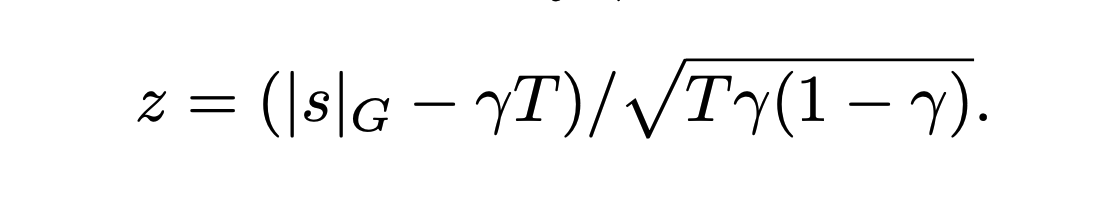 z = (|s|_G − γT)/√(Tγ(1 − γ)).